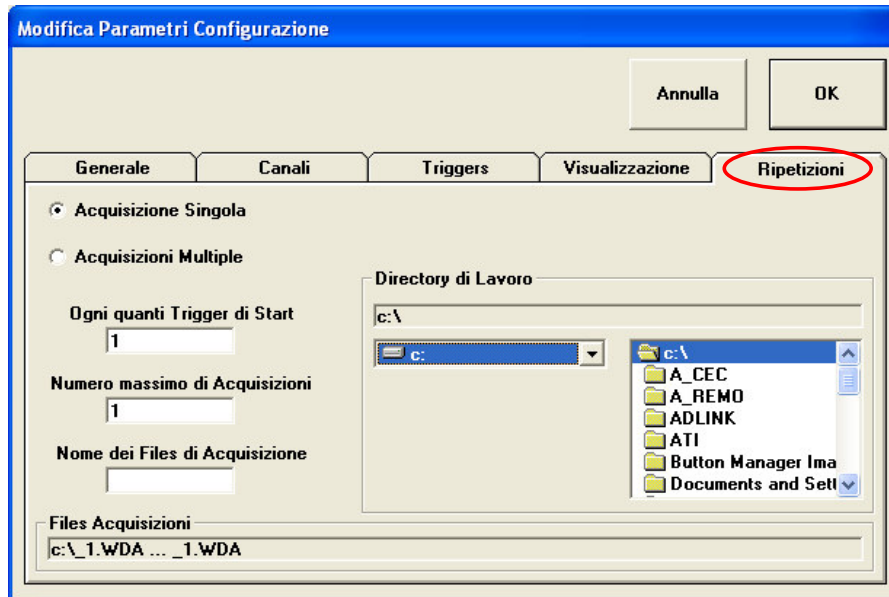 Modifica Parametri Configurazione
Annulla
OK
Generale
Canali
Triggers
Visualizzazione
Ripetizioni
Acquisizione Singola
Acquisizioni Multiple
Ogni quanti Trigger di Start
1
Numero massimo di Acquisizioni
1
Nome dei Files di Acquisizione
Directory di Lavoro
c:\
c:
c:\
A_CEC
A_REMO
ADLINK
ATI
Button Manager Ima
Documents and Sett
Files Acquisizioni
c:\_1.WDA ... _1.WDA